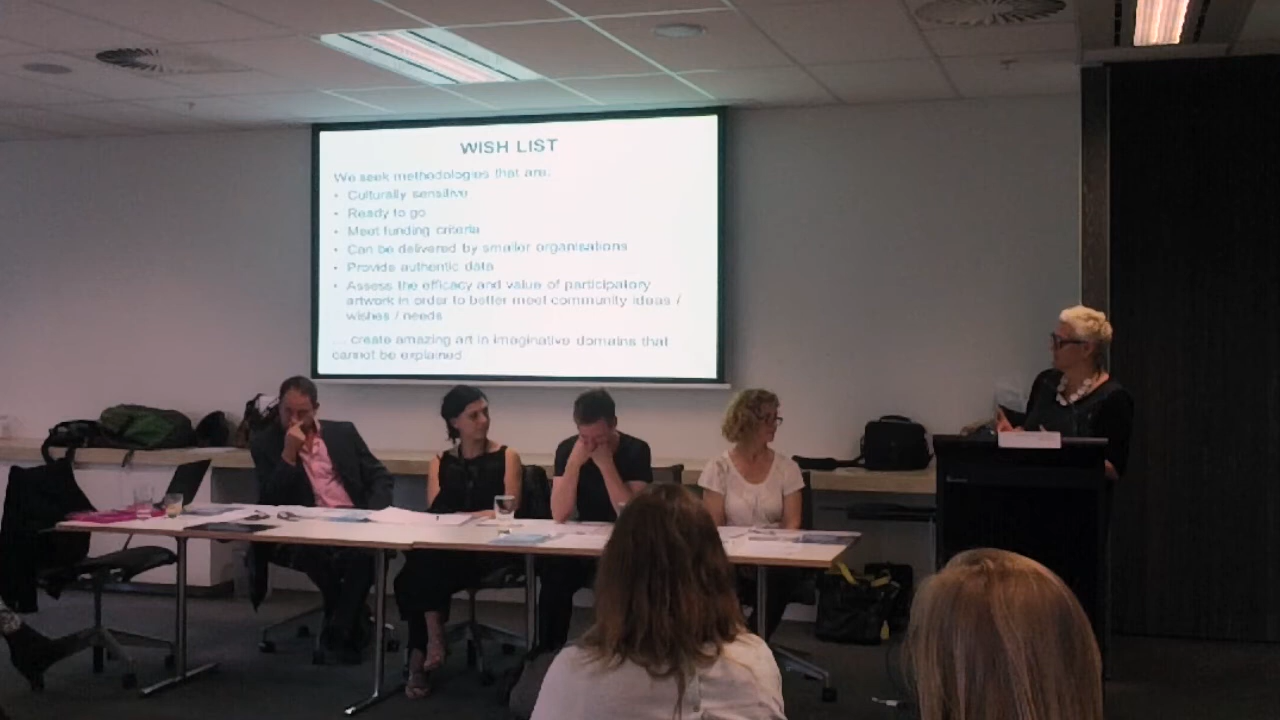 WISH LIST
We seek methodologies that are:
• Culturally sensitive
• Ready to go
• Meet funding criteria
• Can be delivered by smaller organisations
• Provide authentic data
• Assess the efficacy and value of participatory
artwork in order to better meet community ideas /
wishes / needs
... create amazing art in imaginative domains that
cannot be explained